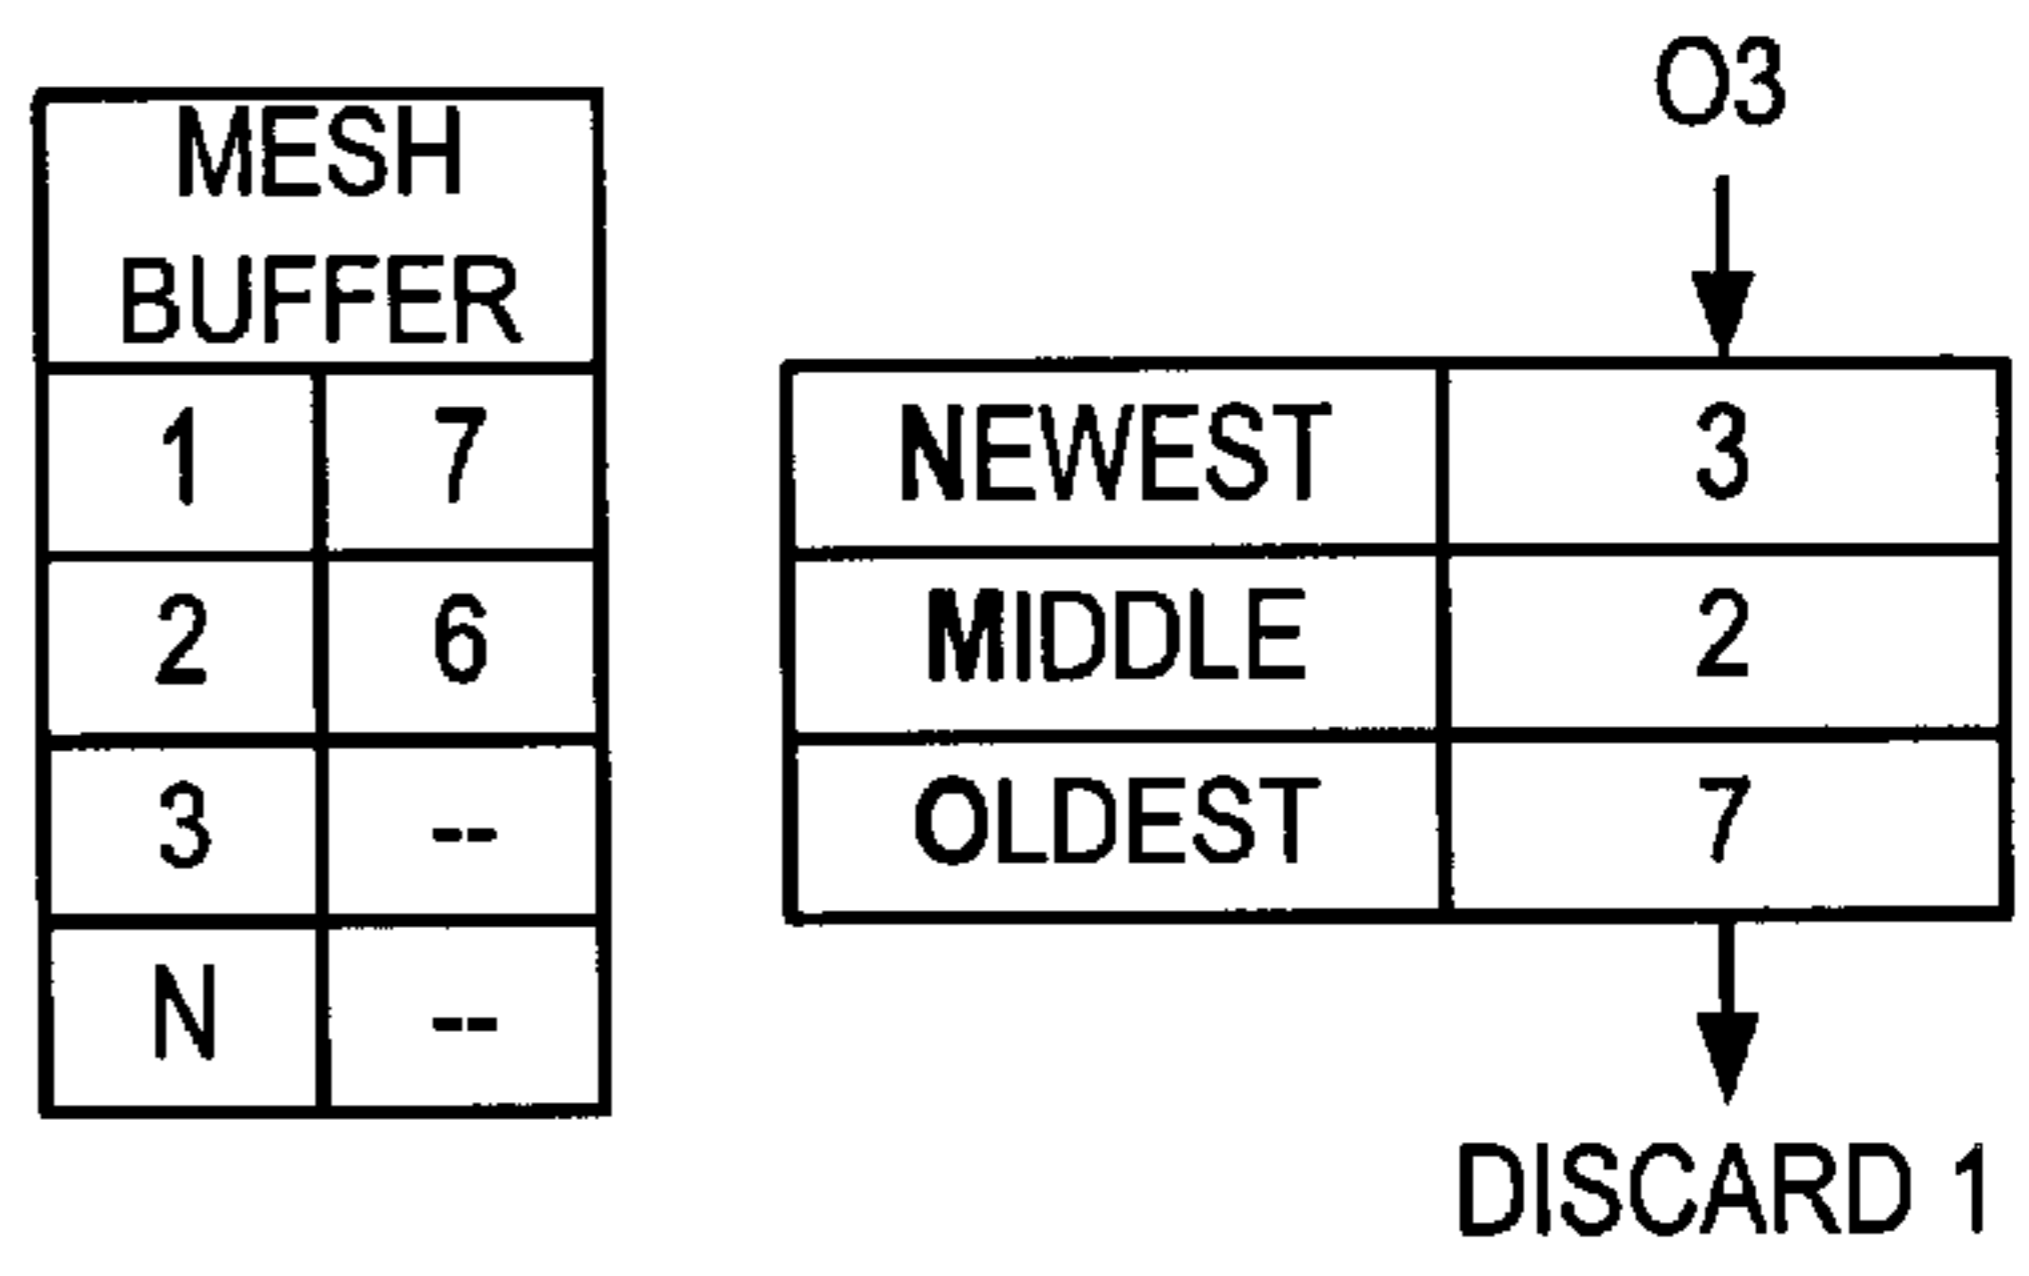 MESH
BUFFER
1 7
2 6
3 --
N --
O3
NEWEST 3
MIDDLE 2
OLDEST 7
DISCARD 1